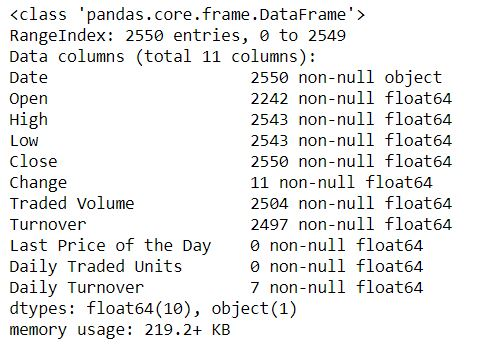 <class 'pandas.core.frame.DataFrame'>
RangeIndex: 2550 entries, 0 to 2549
Data columns (total 11 columns):
Date                      2550 non-null object
Open                      2242 non-null float64
High                      2543 non-null float64
Low                       2543 non-null float64
Close                     2550 non-null float64
Change                    11 non-null float64
Traded Volume             2504 non-null float64
Turnover                  2497 non-null float64
Last Price of the Day     0 non-null float64
Daily Traded Units        0 non-null float64
Daily Turnover            7 non-null float64
dtypes: float64(10), object(1)
memory usage: 219.2+ KB